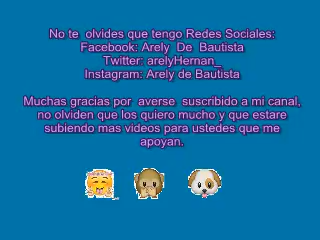 No te olvides que tengo Redes Sociales:
Facebook: Arely De Bautista
Twitter: arelyHernan_
Instagram: Arely de Bautista
Muchas gracias por averse suscribido a mi canal,
no olviden que los quiero mucho y que estare
subiendo mas videos para ustedes que me
apoyan.